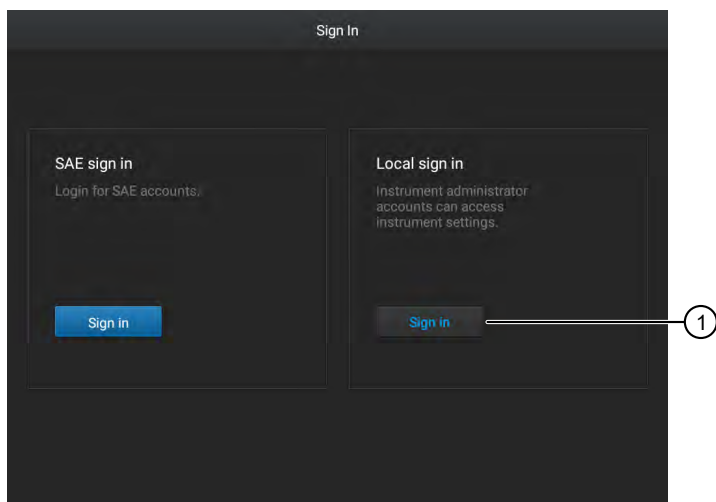 Sign In
SAE sign in
Login for SAE accounts.
Sign in
Local sign in
Instrument administrator
accounts can access
instrument settings.
Sign in
1